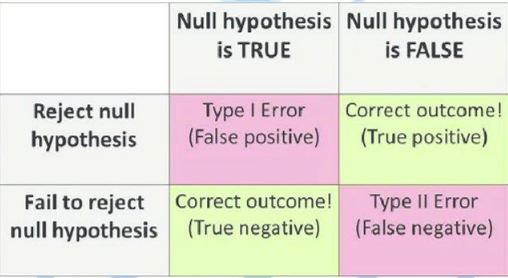 Null hypothesis
is TRUE
Null hypothesis
is FALSE
Reject null
hypothesis
Type I Error
(False positive)
Correct outcome!
(True positive)
Fail to reject
null hypothesis
Correct outcome!
(True negative)
Type II Error
(False negative)